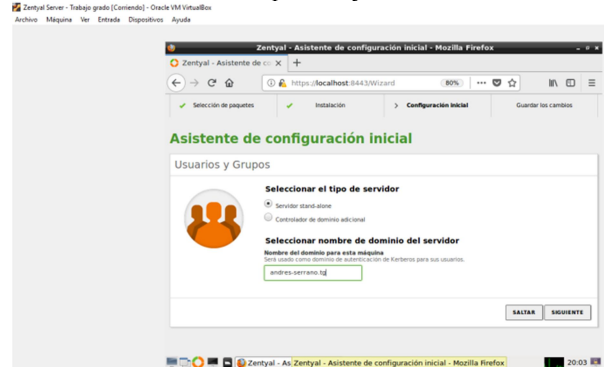 Zentyal Server - Trabajo grado [Corriendo] - Oracle VM VirtualBox
Archivo Máquina Ver Entrada Dispositivos Ayuda
Zentyal - Asistente de configuración inicial - Mozilla Firefox
Zentyal - Asistente de co
https://localhost:8443/Wizard
80%
Selección de paquetes
Instalación
Configuración inicial
Guardar los cambios
Asistente de configuración inicial
Usuarios y Grupos
Seleccionar el tipo de servidor
Servidor stand-alone
Controlador de dominio adicional
Seleccionar nombre de dominio del servidor
Nombre del dominio para esta máquina
Será usado como dominio de autenticación de Kerberos para sus usuarios.
andres-serrano.tg
SALTAR
SIGUIENTE
Zentyal - As
Zentyal - Asistente de configuración inicial - Mozilla Firefox
20:03